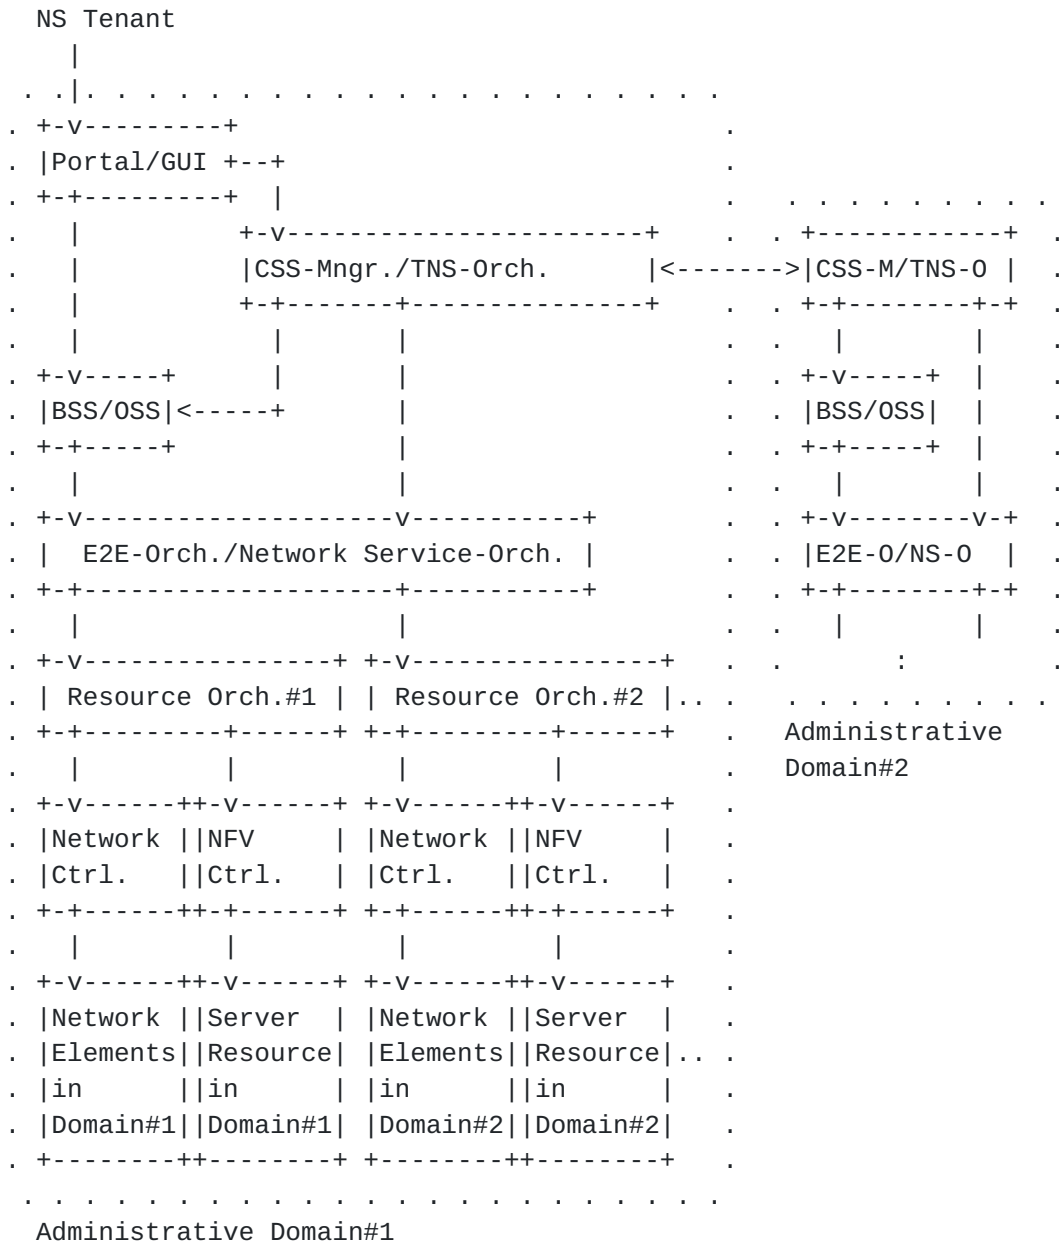 NS Tenant
Portal/GUI
CSS-Mngr./TNS-Orch. CSS-M/TNS-O
BSS/OSS BSS/OSS
E2E-Orch./Network Service-Orch. E2E-O/NS-O
Resource Orch.#1 Resource Orch.#2
Administrative
Domain#2
Network NFV Network NFV
Ctrl. Ctrl. Ctrl. Ctrl.
Network Server Network Server
Elements Resource Elements Resource
in in in in
Domain#1 Domain#1 Domain#2 Domain#2
Administrative Domain#1